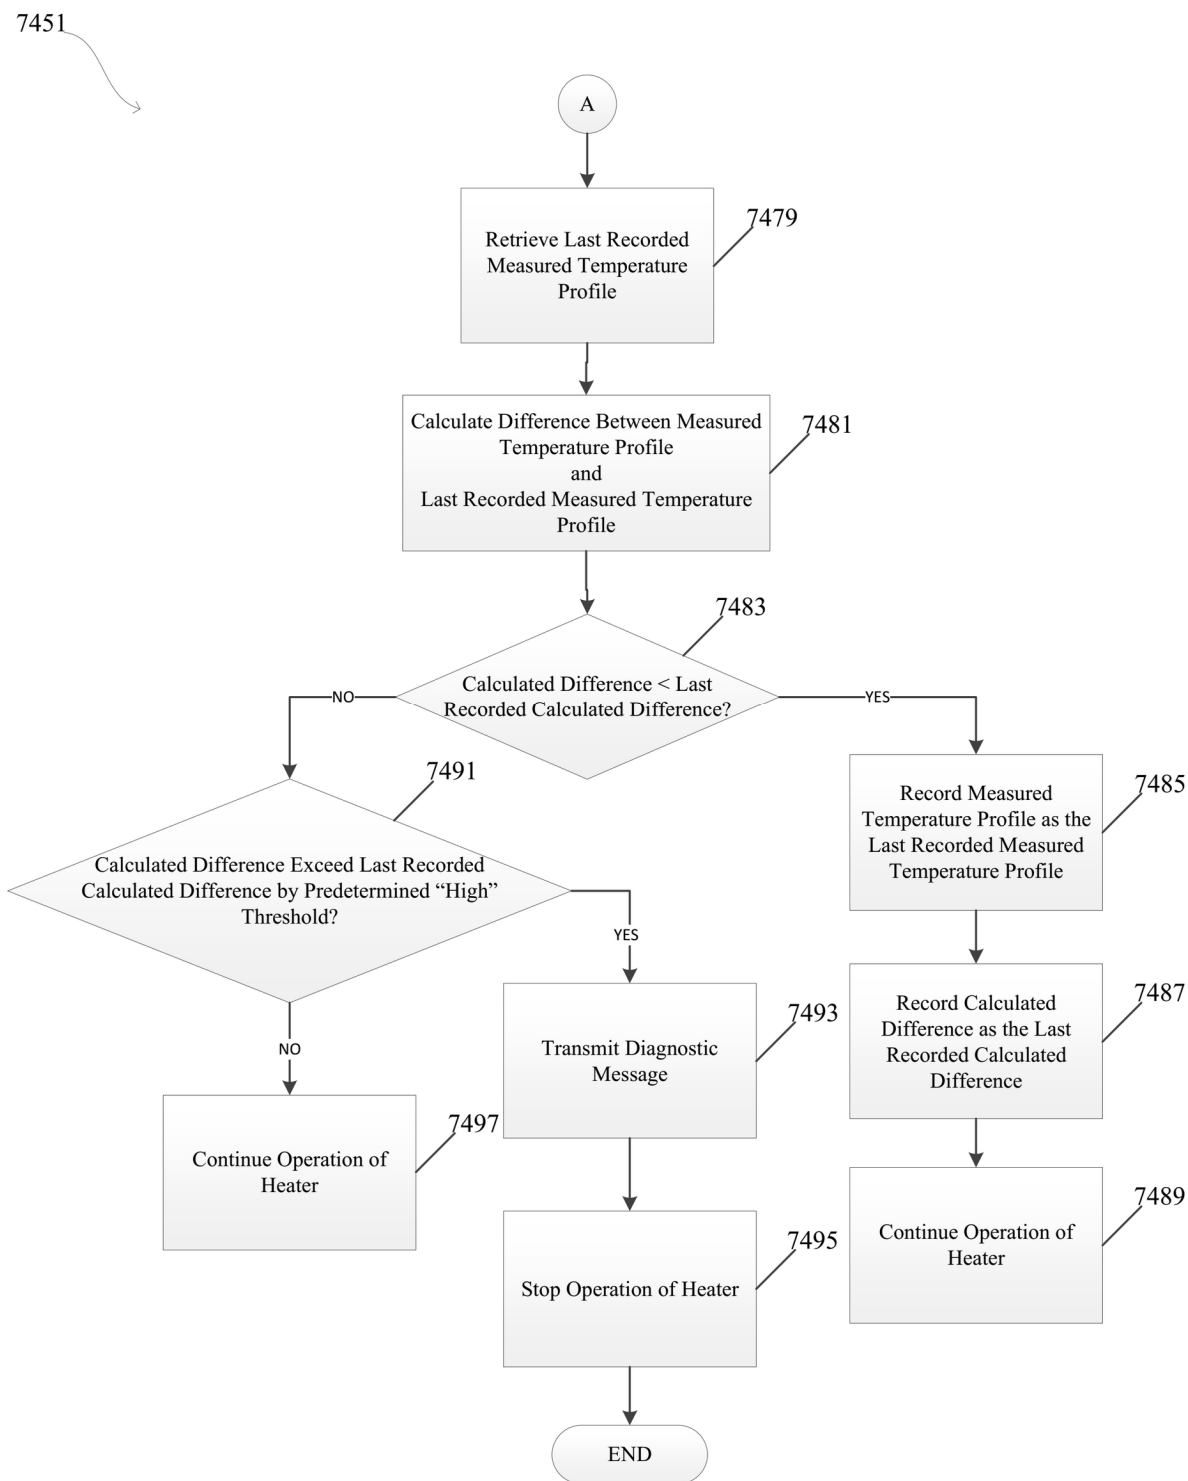 7451
A
7479
Retrieve Last Recorded
Measured Temperature
Profile
7481
Calculate Difference Between Measured
Temperature Profile
and
Last Recorded Measured Temperature
Profile
7483
Calculated Difference < Last
Recorded Calculated Difference?
NO
YES
7491
Calculated Difference Exceed Last Recorded
Calculated Difference by Predetermined “High”
Threshold?
7485
Record Measured
Temperature Profile as the
Last Recorded Measured
Temperature Profile
YES
NO
7493
Transmit Diagnostic
Message
7487
Record Calculated
Difference as the Last
Recorded Calculated
Difference
7497
Continue Operation of
Heater
7495
Stop Operation of Heater
7489
Continue Operation of
Heater
END